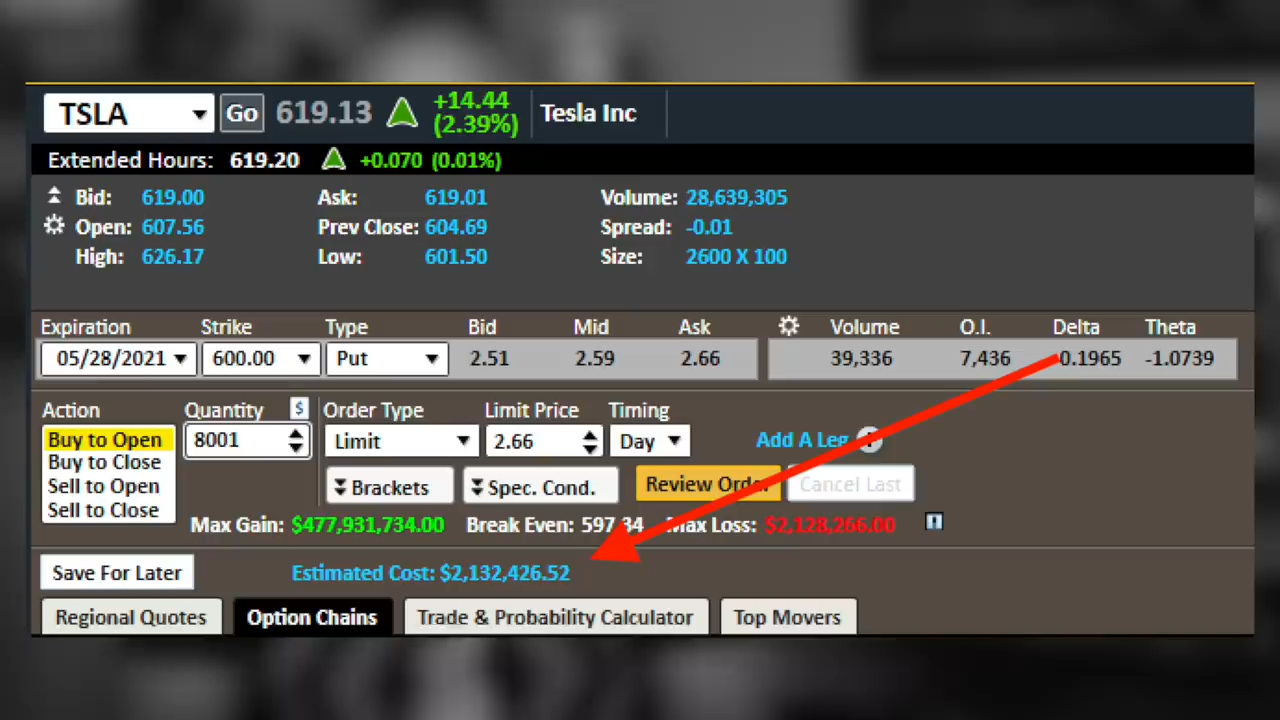 TSLA Go 619.13 +14.44 (2.39%) Tesla Inc
Extended Hours: 619.20 +0.070 (0.01%)
Bid: 619.00 Ask: 619.01 Volume: 28,639,305
Open: 607.56 Prev Close: 604.69 Spread: -0.01
High: 626.17 Low: 601.50 Size: 2600 X 100
Expiration Strike Type Bid Mid Ask Volume O.I. Delta Theta
05/28/2021 600.00 Put 2.51 2.59 2.66 39,336 7,436 0.1965 -1.0739
Action Quantity $ Order Type Limit Price Timing
Buy to Open 8001 Limit 2.66 Day Add A Leg +
Buy to Close
Sell to Open Brackets Spec. Cond. Review Order Cancel Last
Sell to Close
Max Gain: $477,931,734.00 Break Even: 597.34 Max Loss: $2,128,266.00
Save For Later Estimated Cost: $2,132,426.52
Regional Quotes Option Chains Trade & Probability Calculator Top Movers